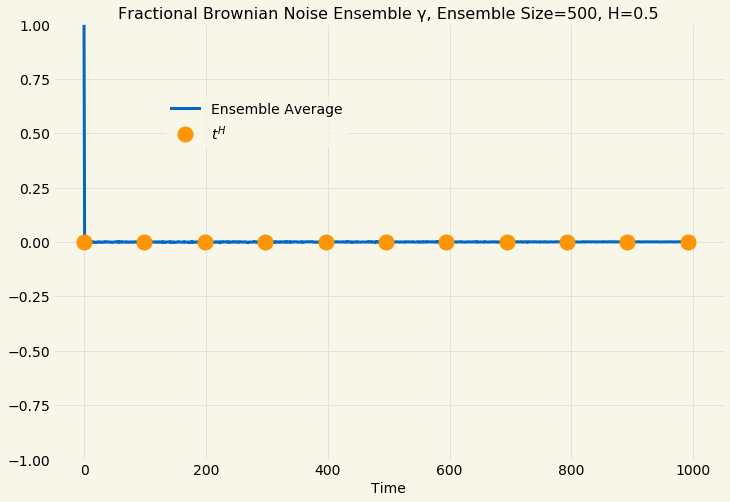 Fractional Brownian Noise Ensemble γ, Ensemble Size=500, H=0.5
1.00
0.75
0.50
0.25
0.00
−0.25
−0.50
−0.75
−1.00
Ensemble Average
t^H
0 200 400 600 800 1000
Time